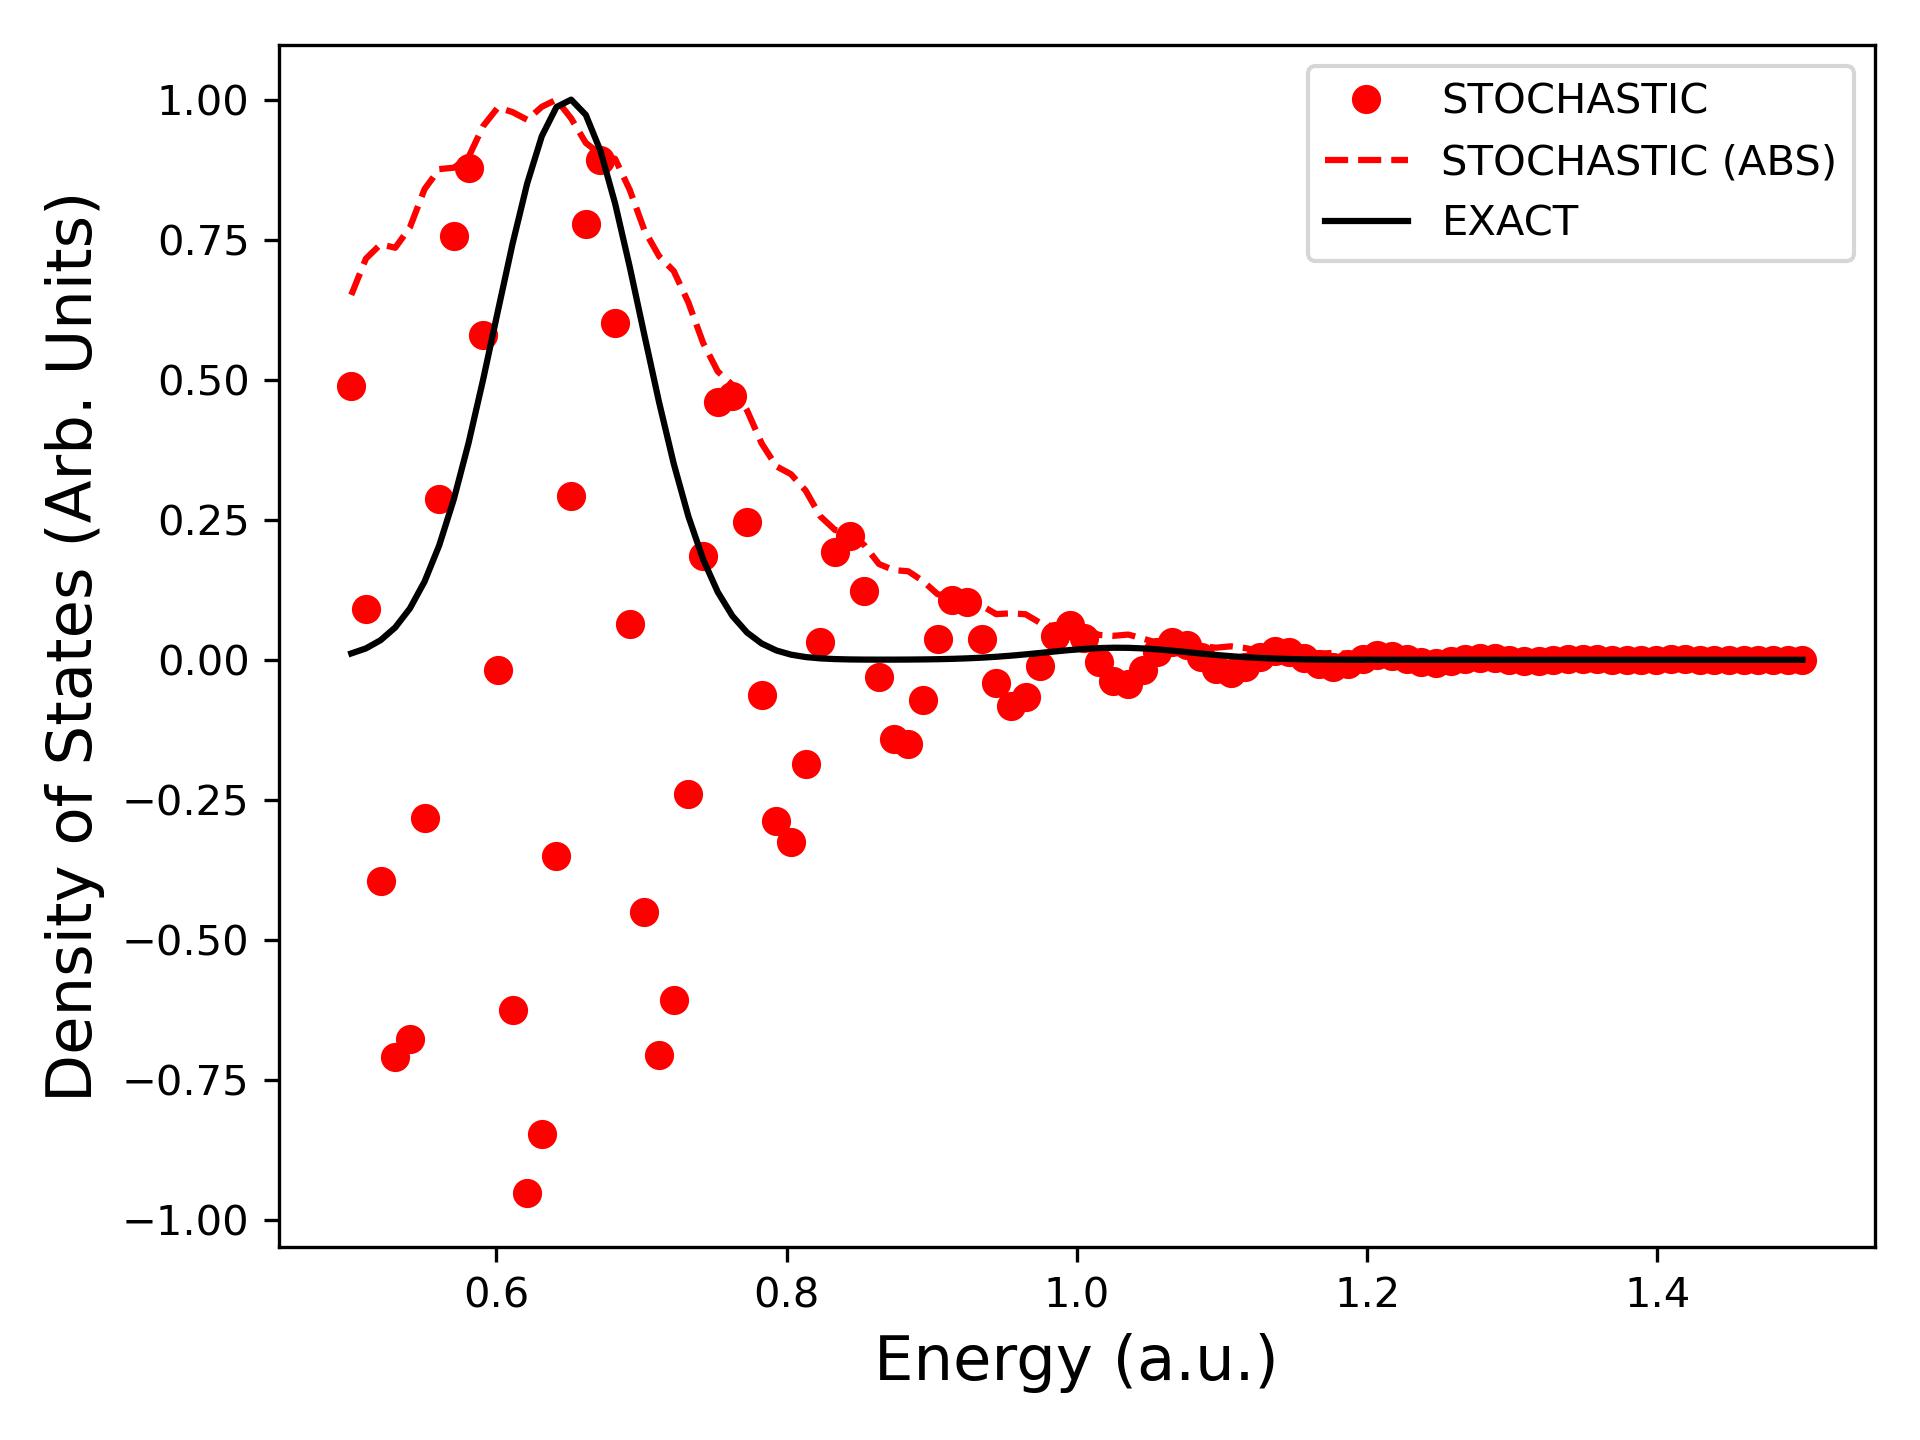 STOCHASTIC
STOCHASTIC (ABS)
EXACT
Density of States (Arb. Units)
1.00
0.75
0.50
0.25
0.00
−0.25
−0.50
−0.75
−1.00
0.6 0.8 1.0 1.2 1.4
Energy (a.u.)